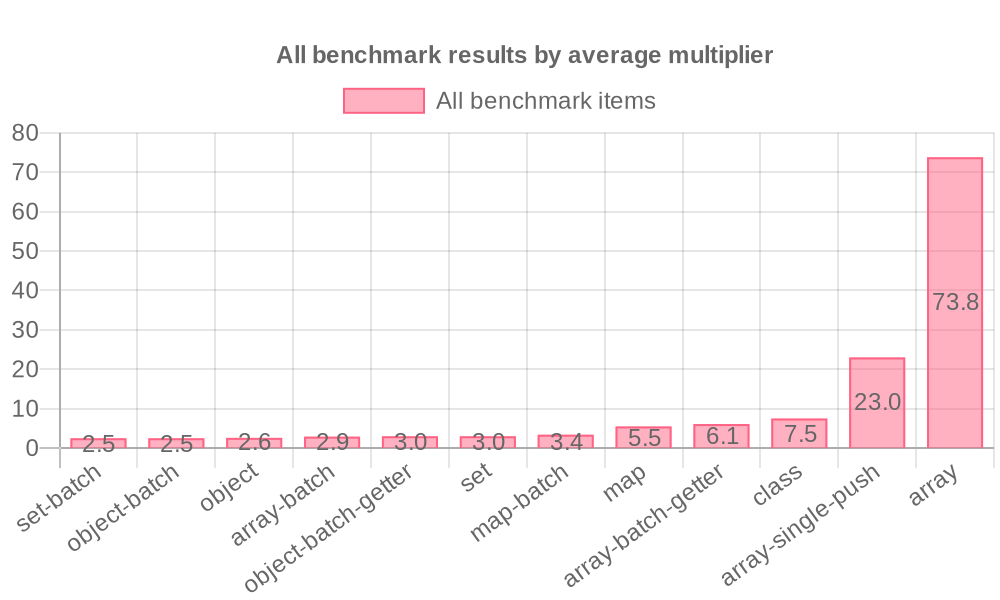 All benchmark results by average multiplier
All benchmark items
80
70
60
50
40
30
20
10
0
2.5
2.5
2.6
2.9
3.0
3.0
3.4
5.5
6.1
7.5
23.0
73.8
set-batch
object-batch
object
array-batch
object-batch-getter
set
map-batch
map
array-batch-getter
class
array-single-push
array